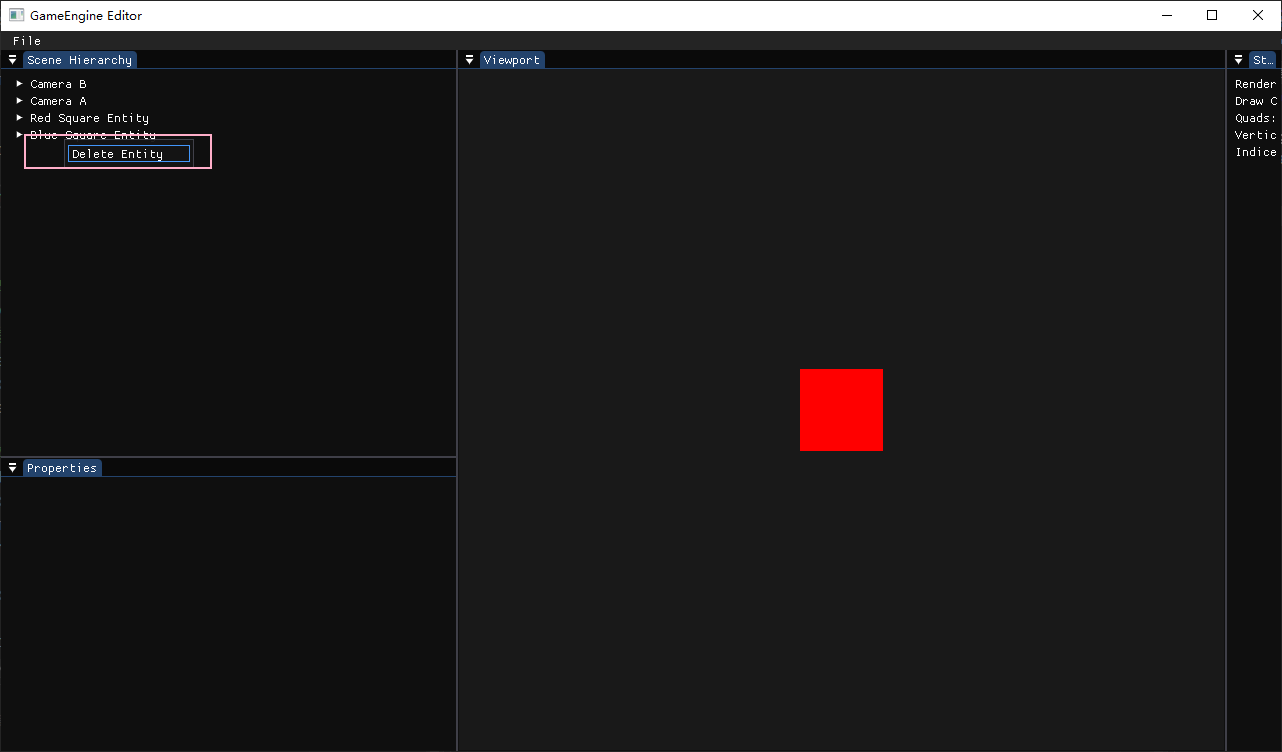 GameEngine Editor
File
Scene Hierarchy
Camera B
Camera A
Red Square Entity
Blue Square Entity
Delete Entity
Properties
Viewport
St…
Render
Draw C
Quads:
Vertic
Indice